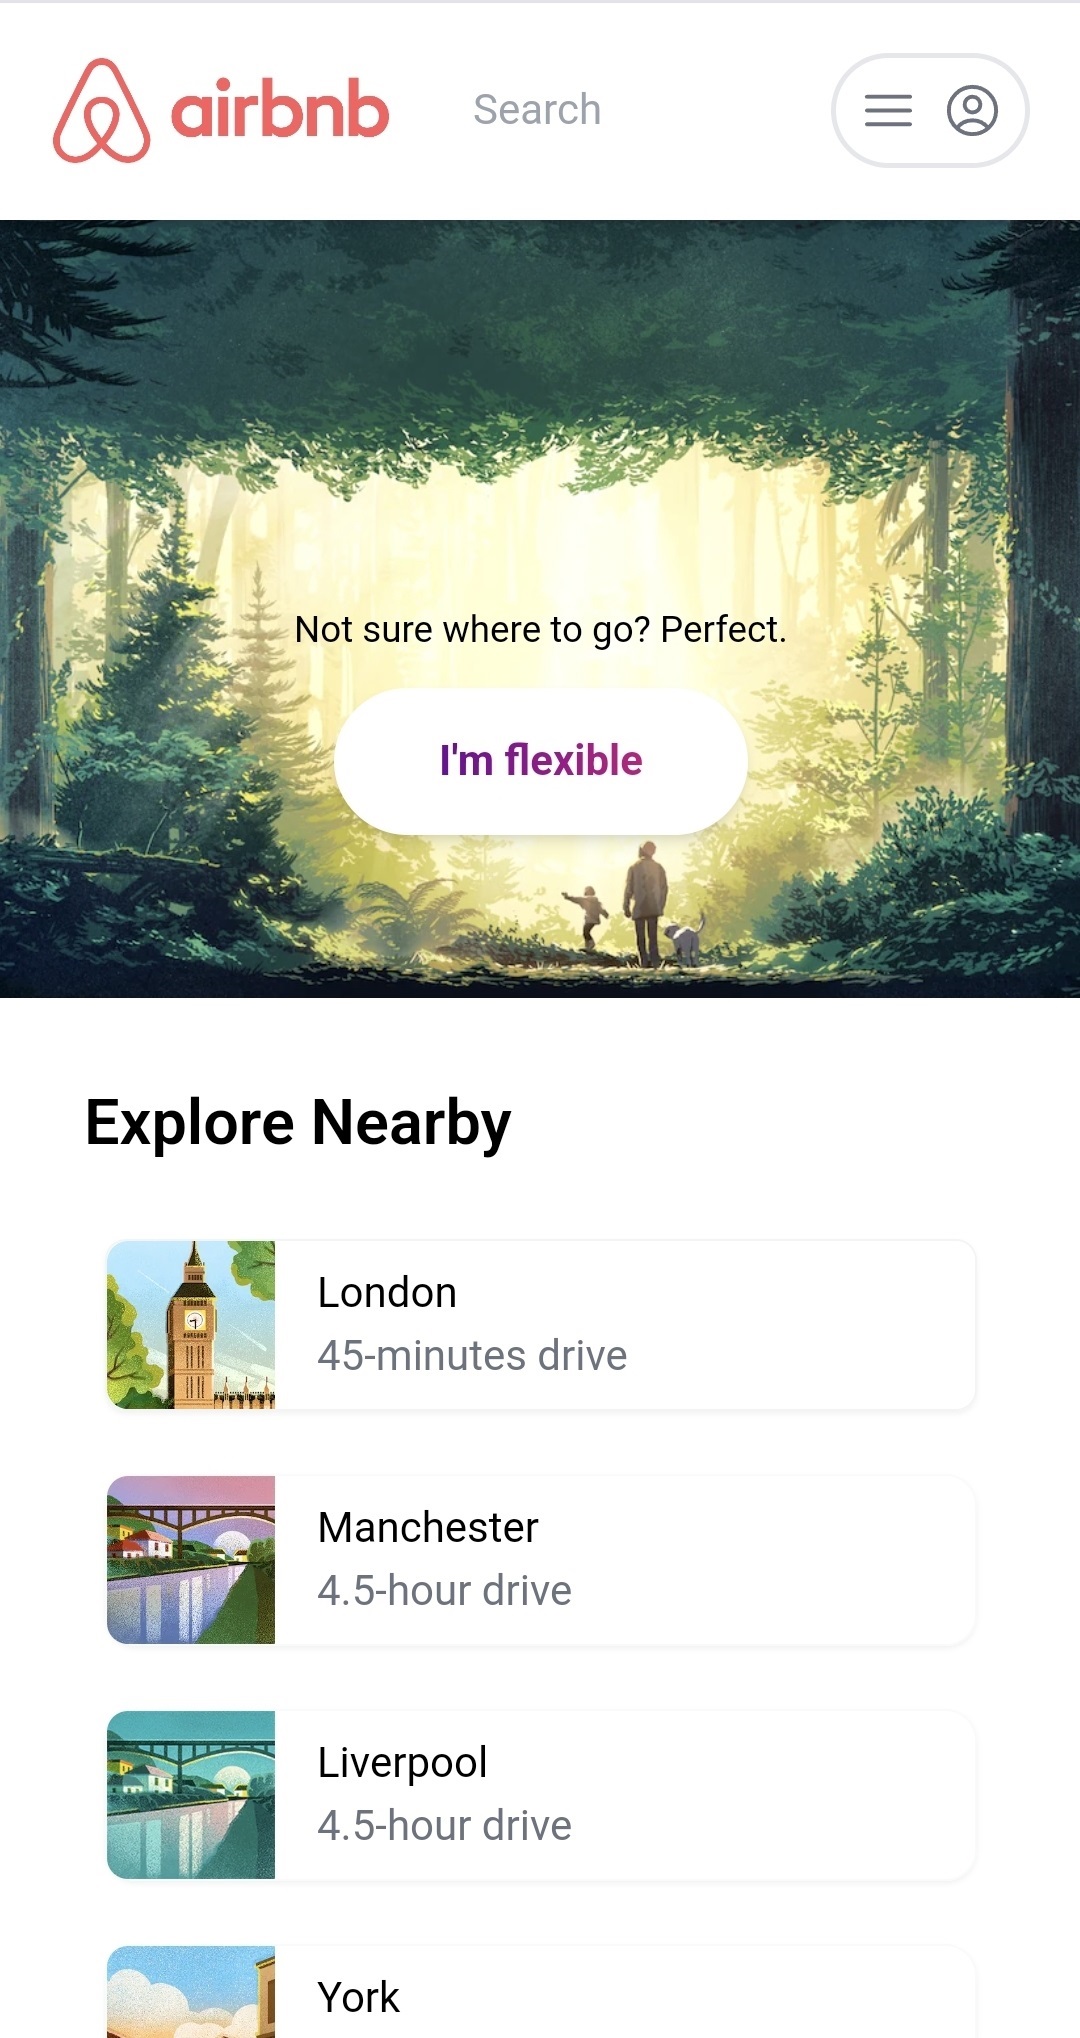 airbnb
Search
Not sure where to go? Perfect.
I'm flexible
Explore Nearby
London
45-minutes drive
Manchester
4.5-hour drive
Liverpool
4.5-hour drive
York